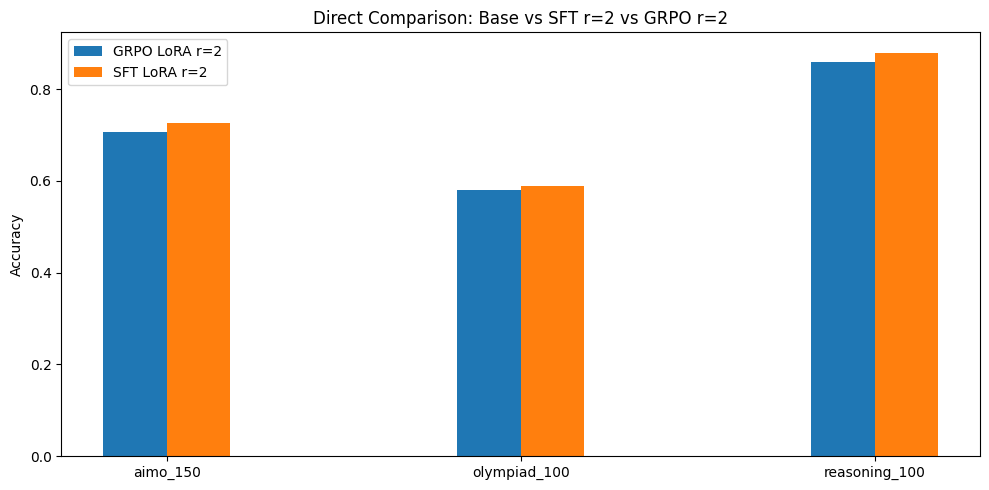 Direct Comparison: Base vs SFT r=2 vs GRPO r=2
GRPO LoRA r=2
SFT LoRA r=2
Accuracy
0.8
0.6
0.4
0.2
0.0
aimo_150 olympiad_100 reasoning_100